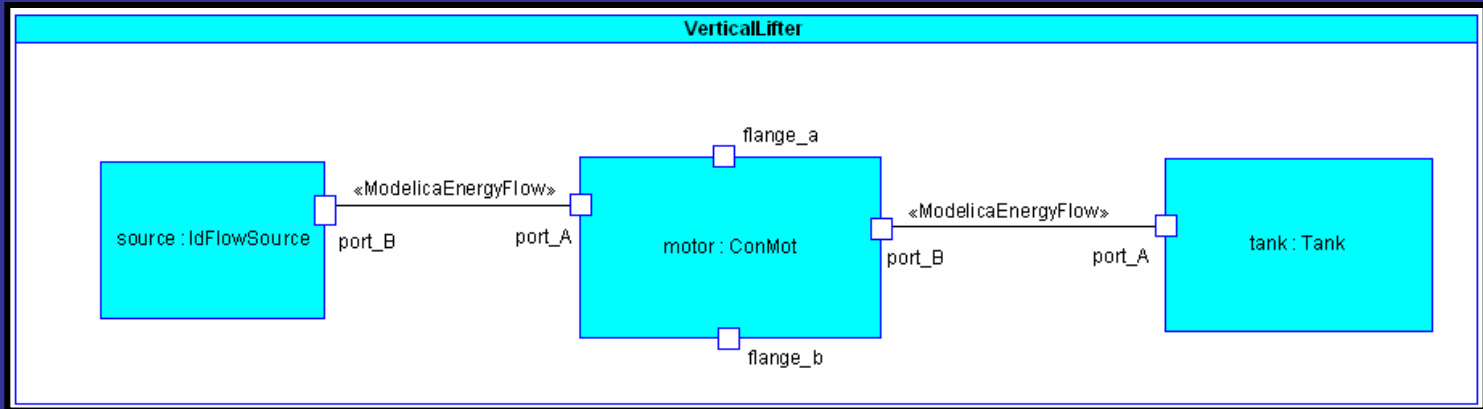 VerticalLifter
flange_a
«ModelicaEnergyFlow»
«ModelicaEnergyFlow»
source : IdFlowSource
port_B
port_A
motor : ConMot
port_B
port_A
tank : Tank
flange_b